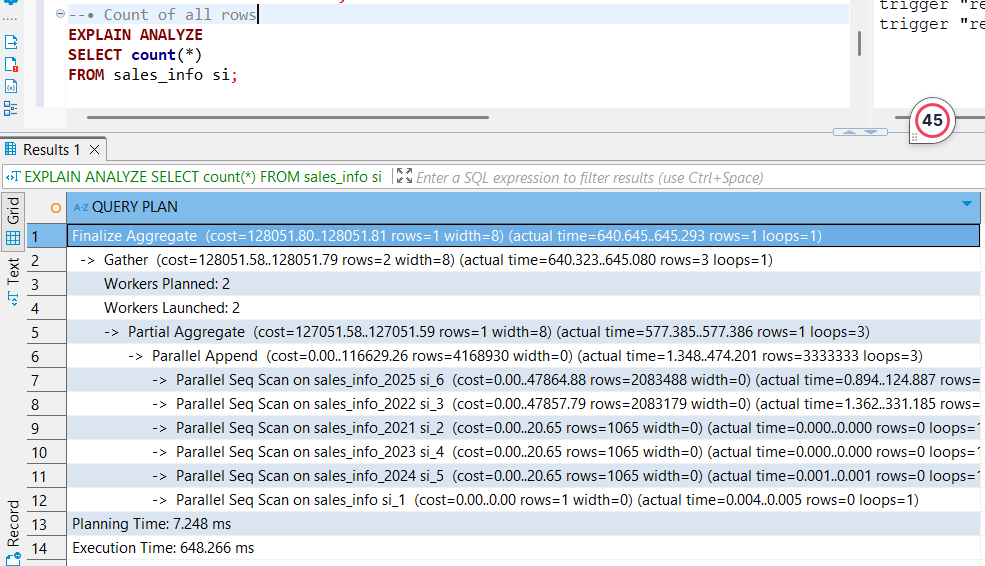 trigger "re
--• Count of all rows
trigger "re
EXPLAIN ANALYZE
SELECT count(*)
FROM sales_info si;
45
Results 1
EXPLAIN ANALYZE SELECT count(*) FROM sales_info si
Enter a SQL expression to filter results (use Ctrl+Space)
Grid
Text
Record
A-Z QUERY PLAN
1 Finalize Aggregate (cost=128051.80..128051.81 rows=1 width=8) (actual time=640.645..645.293 rows=1 loops=1)
2 -> Gather (cost=128051.58..128051.79 rows=2 width=8) (actual time=640.323..645.080 rows=3 loops=1)
3 Workers Planned: 2
4 Workers Launched: 2
5 -> Partial Aggregate (cost=127051.58..127051.59 rows=1 width=8) (actual time=577.385..577.386 rows=1 loops=3)
6 -> Parallel Append (cost=0.00..116629.26 rows=4168930 width=0) (actual time=1.348..474.201 rows=3333333 loops=3)
7 -> Parallel Seq Scan on sales_info_2025 si_6 (cost=0.00..47864.88 rows=2083488 width=0) (actual time=0.894..124.887 rows=
8 -> Parallel Seq Scan on sales_info_2022 si_3 (cost=0.00..47857.79 rows=2083179 width=0) (actual time=1.362..331.185 rows=
9 -> Parallel Seq Scan on sales_info_2021 si_2 (cost=0.00..20.65 rows=1065 width=0) (actual time=0.000..0.000 rows=0 loops=
10 -> Parallel Seq Scan on sales_info_2023 si_4 (cost=0.00..20.65 rows=1065 width=0) (actual time=0.000..0.000 rows=0 loops=
11 -> Parallel Seq Scan on sales_info_2024 si_5 (cost=0.00..20.65 rows=1065 width=0) (actual time=0.001..0.001 rows=0 loops=
12 -> Parallel Seq Scan on sales_info si_1 (cost=0.00..0.00 rows=1 width=0) (actual time=0.004..0.005 rows=0 loops=1)
13 Planning Time: 7.248 ms
14 Execution Time: 648.266 ms